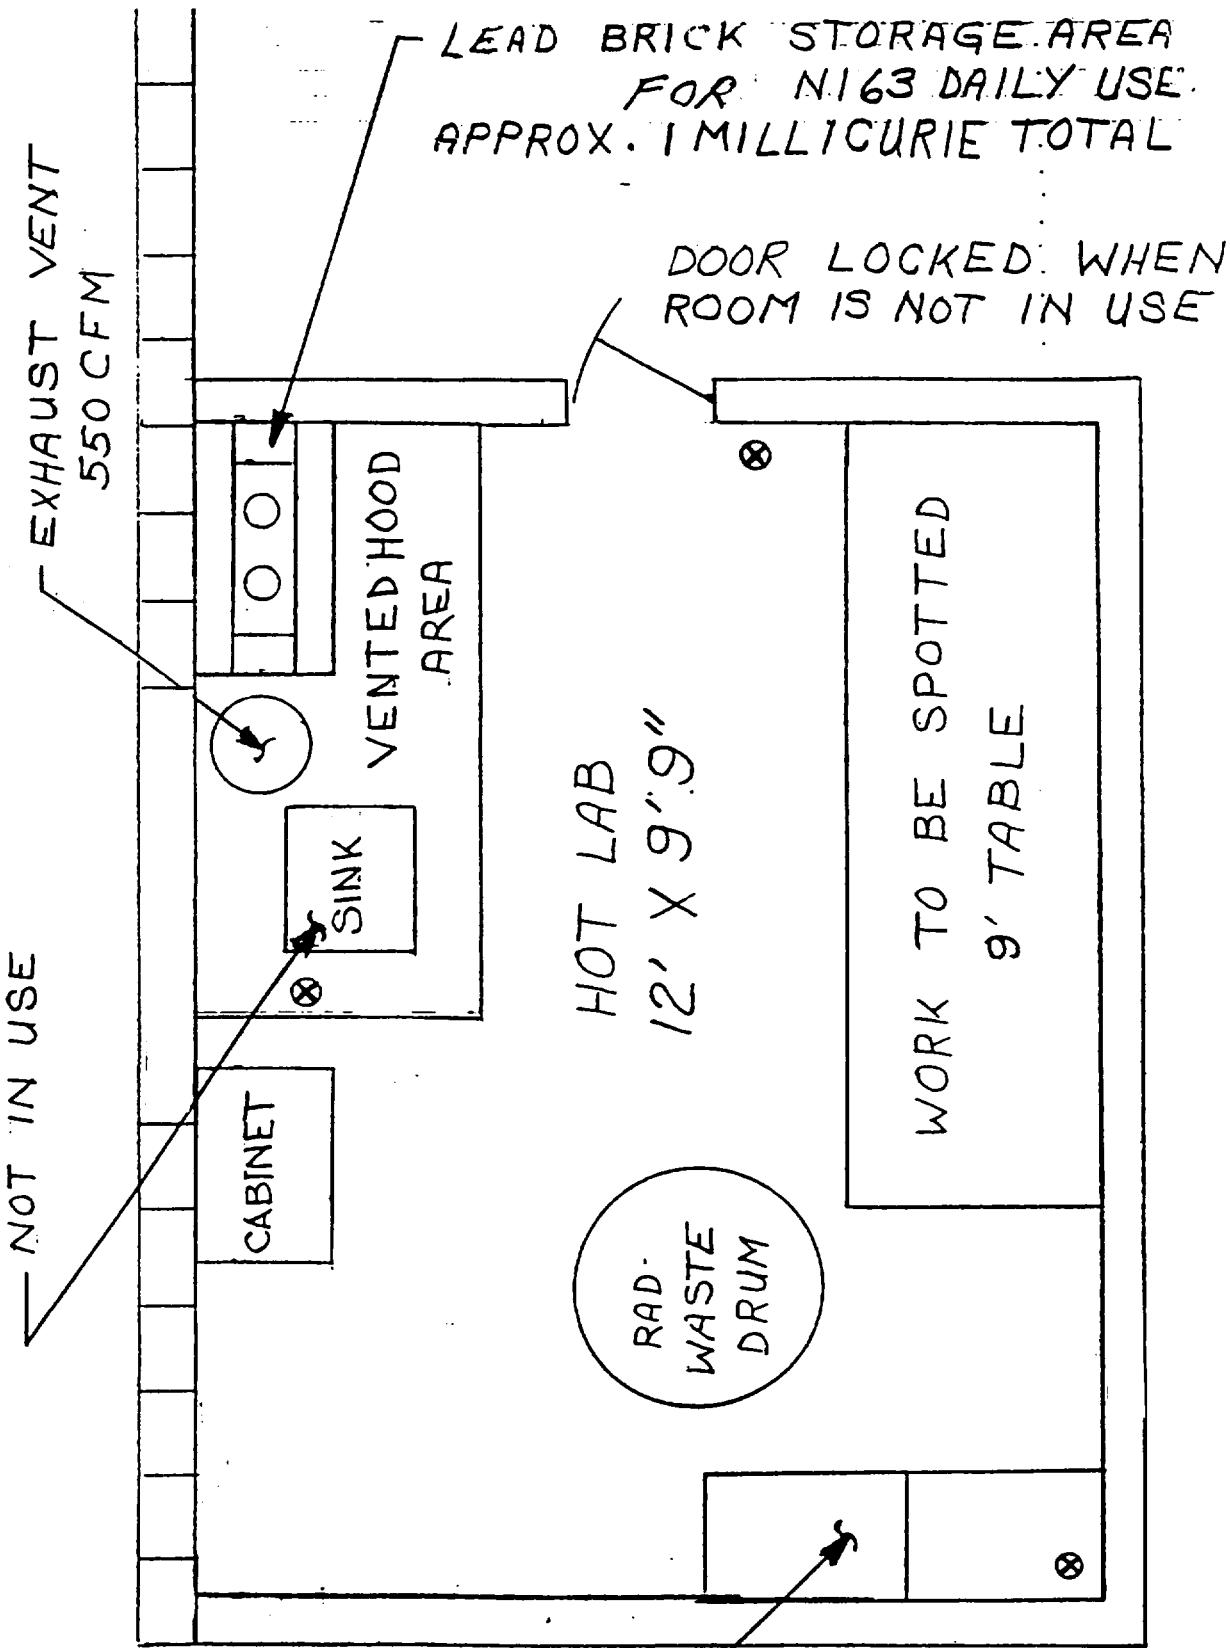 LEAD BRICK STORAGE AREA
FOR NI63 DAILY USE.
APPROX. 1 MILLICURIE TOTAL
DOOR LOCKED WHEN
ROOM IS NOT IN USE
EXHAUST VENT
550 CFM
VENTED HOOD
AREA
SINK
NOT IN USE
CABINET
HOT LAB
12' X 9" 9"
WORK TO BE SPOTTED
9' TABLE
RAD-
WASTE
DRUM